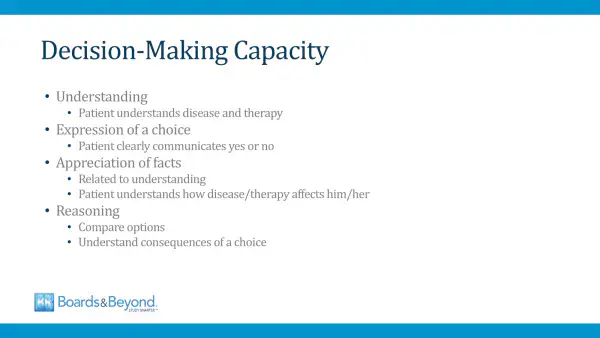 Decision-Making Capacity
• Understanding
• Patient understands disease and therapy
• Expression of a choice
• Patient clearly communicates yes or no
• Appreciation of facts
• Related to understanding
• Patient understands how disease/therapy affects him/her
• Reasoning
• Compare options
• Understand consequences of a choice
Boards&Beyond.
STUDY SMARTER